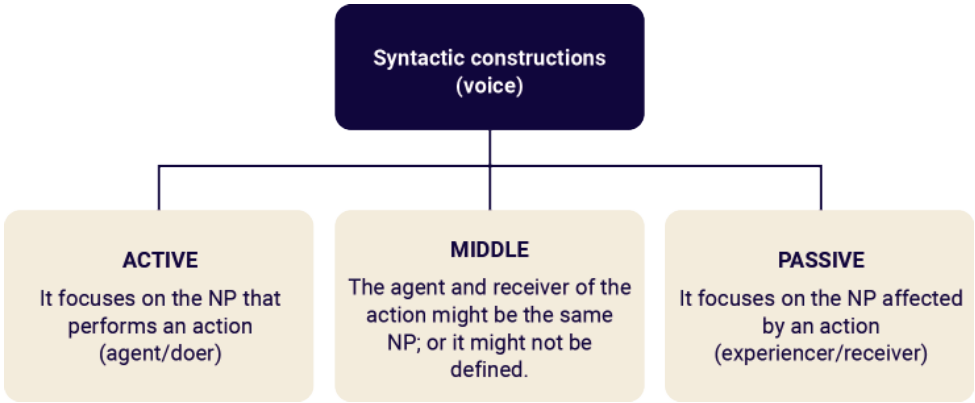 Syntactic constructions
(voice)
ACTIVE
It focuses on the NP that
performs an action
(agent/doer)
MIDDLE
The agent and receiver of the
action might be the same
NP; or it might not be
defined.
PASSIVE
It focuses on the NP affected
by an action
(experiencer/receiver)